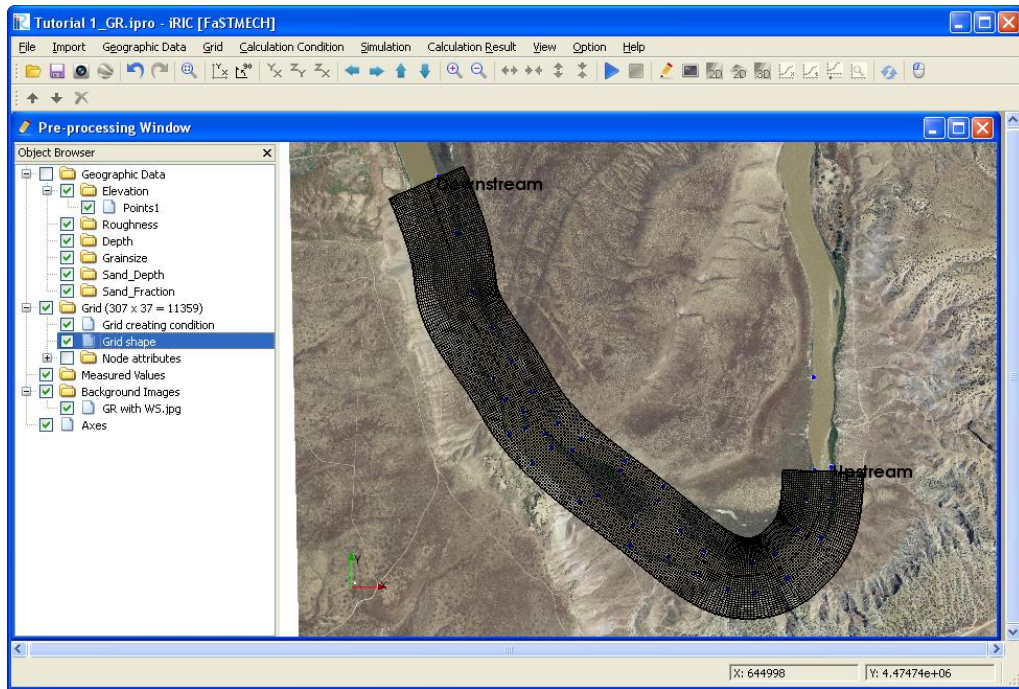 Tutorial 1_GR.ipro - iRIC [FaSTMECH]
File Import Geographic Data Grid Calculation Condition Simulation Calculation Result View Option Help
Pre-processing Window
Object Browser
Geographic Data
Elevation
Points1
Roughness
Depth
Grainsize
Sand_Depth
Sand_Fraction
Grid (307 x 37 = 11359)
Grid creating condition
Grid shape
Node attributes
Measured Values
Background Images
GR with WS.jpg
Axes
Downstream
Upstream
Y
X
X: 644998 Y: 4.47474e+06